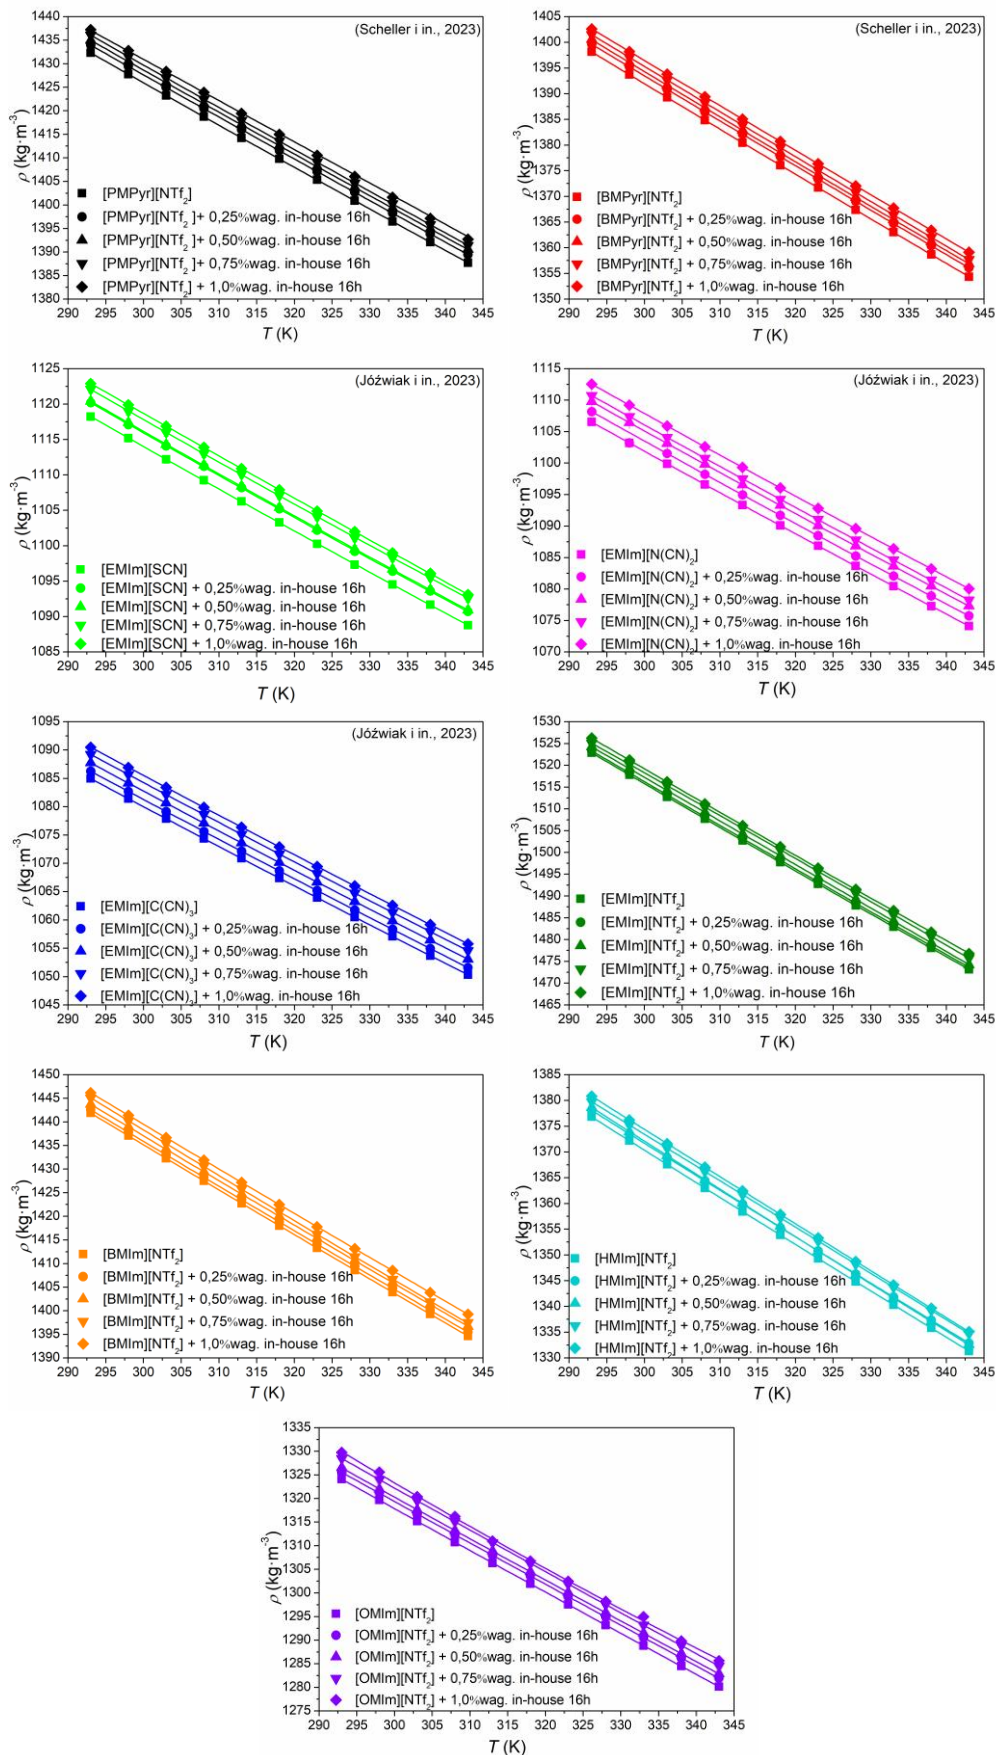 (Scheller i in., 2023)
1440
1435
1430
1425
1420
1415
1410
1405
1400
1395
1390
1385
1380
ρ (kg·m⁻³)
[PMPyr][NTf₂]
[PMPyr][NTf₂ ]+ 0,25%wag. in-house 16h
[PMPyr][NTf₂ ]+ 0,50%wag. in-house 16h
[PMPyr][NTf₂ ]+ 0,75%wag. in-house 16h
[PMPyr][NTf₂] + 1,0%wag. in-house 16h
290 295 300 305 310 315 320 325 330 335 340 345
T (K)
(Scheller i in., 2023)
1405
1400
1395
1390
1385
1380
1375
1370
1365
1360
1355
1350
ρ (kg·m⁻³)
[BMPyr][NTf₂]
[BMPyr][NTf₂] + 0,25%wag. in-house 16h
[BMPyr][NTf₂] + 0,50%wag. in-house 16h
[BMPyr][NTf₂] + 0,75%wag. in-house 16h
[BMPyr][NTf₂] + 1,0%wag. in-house 16h
290 295 300 305 310 315 320 325 330 335 340 345
T (K)
(Jóźwiak i in., 2023)
1125
1120
1115
1110
1105
1100
1095
1090
1085
ρ (kg·m⁻³)
[EMIm][SCN]
[EMIm][SCN] + 0,25%wag. in-house 16h
[EMIm][SCN] + 0,50%wag. in-house 16h
[EMIm][SCN] + 0,75%wag. in-house 16h
[EMIm][SCN] + 1,0%wag. in-house 16h
290 295 300 305 310 315 320 325 330 335 340 345
T (K)
(Jóźwiak i in., 2023)
1115
1110
1105
1100
1095
1090
1085
1080
1075
1070
ρ (kg·m⁻³)
[EMIm][N(CN)₂]
[EMIm][N(CN)₂] + 0,25%wag. in-house 16h
[EMIm][N(CN)₂] + 0,50%wag. in-house 16h
[EMIm][N(CN)₂] + 0,75%wag. in-house 16h
[EMIm][N(CN)₂] + 1,0%wag. in-house 16h
290 295 300 305 310 315 320 325 330 335 340 345
T (K)
(Jóźwiak i in., 2023)
1095
1090
1085
1080
1075
1070
1065
1060
1055
1050
1045
ρ (kg·m⁻³)
[EMIm][C(CN)₃]
[EMIm][C(CN)₃] + 0,25%wag. in-house 16h
[EMIm][C(CN)₃] + 0,50%wag. in-house 16h
[EMIm][C(CN)₃] + 0,75%wag. in-house 16h
[EMIm][C(CN)₃] + 1,0%wag. in-house 16h
290 295 300 305 310 315 320 325 330 335 340 345
T (K)
1530
1525
1520
1515
1510
1505
1500
1495
1490
1485
1480
1475
1470
1465
ρ (kg·m⁻³)
[EMIm][NTf₂]
[EMIm][NTf₂] + 0,25%wag. in-house 16h
[EMIm][NTf₂] + 0,50%wag. in-house 16h
[EMIm][NTf₂] + 0,75%wag. in-house 16h
[EMIm][NTf₂] + 1,0%wag. in-house 16h
290 295 300 305 310 315 320 325 330 335 340 345
T (K)
1450
1445
1440
1435
1430
1425
1420
1415
1410
1405
1400
1395
1390
ρ (kg·m⁻³)
[BMIm][NTf₂]
[BMIm][NTf₂] + 0,25%wag. in-house 16h
[BMIm][NTf₂] + 0,50%wag. in-house 16h
[BMIm][NTf₂] + 0,75%wag. in-house 16h
[BMIm][NTf₂] + 1,0%wag. in-house 16h
290 295 300 305 310 315 320 325 330 335 340 345
T (K)
1385
1380
1375
1370
1365
1360
1355
1350
1345
1340
1335
1330
ρ (kg·m⁻³)
[HMIm][NTf₂]
[HMIm][NTf₂] + 0,25%wag. in-house 16h
[HMIm][NTf₂] + 0,50%wag. in-house 16h
[HMIm][NTf₂] + 0,75%wag. in-house 16h
[HMIm][NTf₂] + 1,0%wag. in-house 16h
290 295 300 305 310 315 320 325 330 335 340 345
T (K)
1335
1330
1325
1320
1315
1310
1305
1300
1295
1290
1285
1280
1275
ρ (kg·m⁻³)
[OMIm][NTf₂]
[OMIm][NTf₂] + 0,25%wag. in-house 16h
[OMIm][NTf₂] + 0,50%wag. in-house 16h
[OMIm][NTf₂] + 0,75%wag. in-house 16h
[OMIm][NTf₂] + 1,0%wag. in-house 16h
290 295 300 305 310 315 320 325 330 335 340 345
T (K)